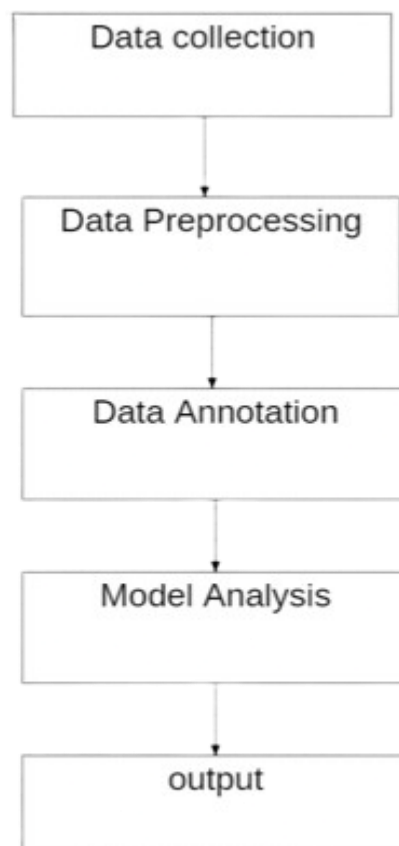 Data collection
Data Preprocessing
Data Annotation
Model Analysis
output